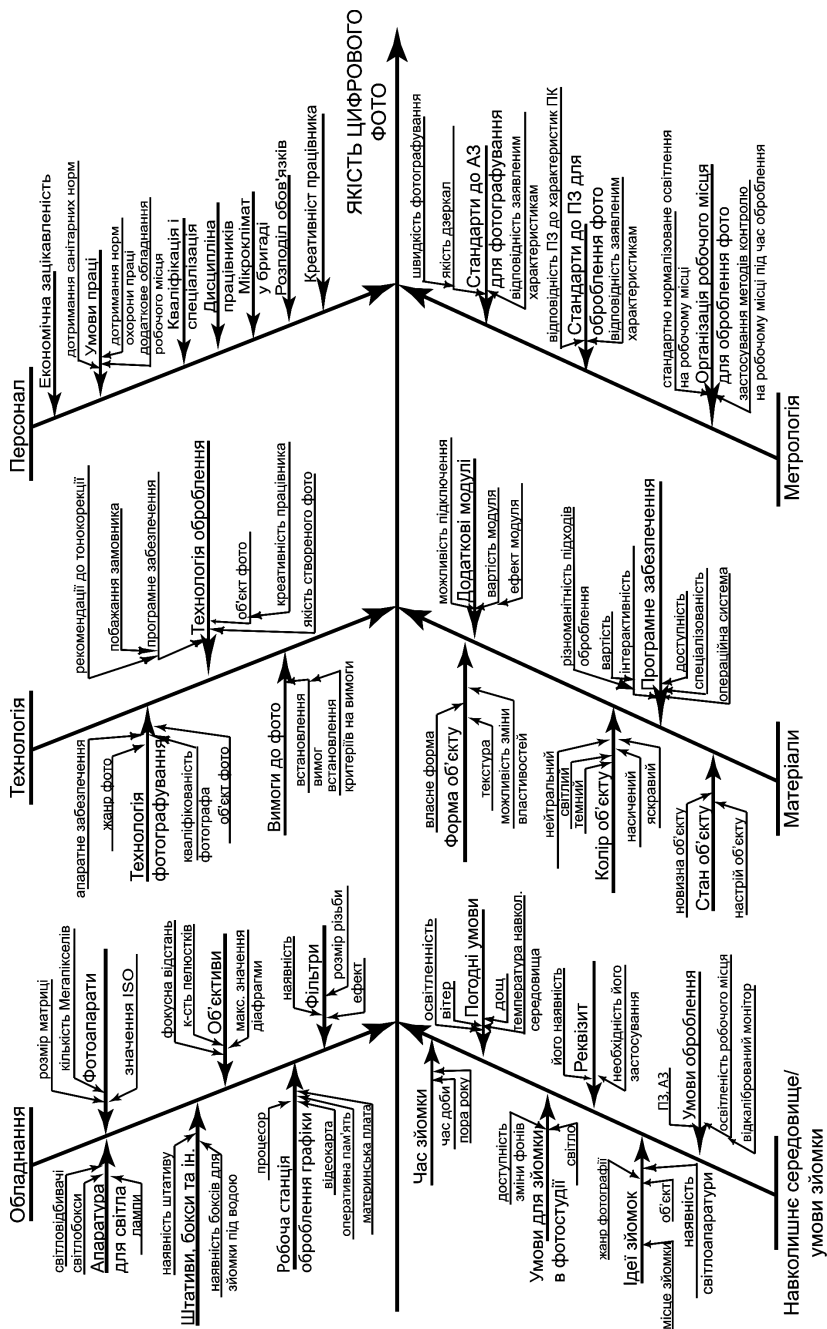 ЯКІСТЬ ЦИФРОВОГО
ФОТО
Обладнання
розмір матриці
кількість Мегапікселів
Фотоапарати
значення ISO
світловідбивачі
світлобокси
Апаратура
для світла
лампи
фокусна відстань
к-сть пелюстків
Об'єктиви
макс. значення
діафрагми
наявність штативу
Штативи, бокси та ін.
наявність боксів для
зйомки під водою
наявність
Фільтри
розмір різьби
ефект
процесор
Робоча станція
оброблення графіки
відеокарта
оперативна пам'ять
материнська плата
Технологія
рекомендації до тонокорекції
побажання замовника
програмне забезпечення
Технологія оброблення
об'єкт фото
креативність працівника
якість створеного фото
апаратне забезпечення
жанр фото
Технологія
фотографування
кваліфікованість
фотографа
об'єкт фото
Вимоги до фото
встановлення
вимог
встановлення
критеріїв на вимоги
Персонал
Економічна зацікавленість
дотримання санітарних норм
Умови праці
дотримання норм
охорони праці
додаткове обладнання
робочого місця
Кваліфікація і
спеціалізація
Дисципліна
працівників
Мікроклімат
у бригаді
Розподіл обов'язків
Креативніст працівника
Час зйомки
час доби
пора року
освітленність
вітер
Погодні умови
дощ
температура навкол.
середовища
доступність
зміни фонів
Умови для зйомки
в фотостудії
світло
його наявність
Реквізит
необхідність його
застосування
жанр фотографії
Ідеї зйомок
місце зйомки
об'єкт
наявність
світлоапаратури
ПЗ, АЗ
Умови оброблення
освітленість робочого місця
відкалібрований монітор
Навколишнє середовище/
умови зйомки
власне форма
Форма об'єкту
текстура
можливість зміни
властивостей
можливість підключення
Додаткові модулі
вартість модуля
ефект модуля
нейтральний
світлий
темний
Колір об'єкту
насичений
яскравий
різноманітність підходів
оброблення
вартість
інтерактивність
Програмне забезпечення
доступність
спеціалізованість
операційна система
новизна об'єкту
Стан об'єкту
настрій об'єкту
Матеріали
швидкість фотографування
якість дзеркал
Стандарти до АЗ
для фотографування
відповідність заявленим
характеристикам
відповідність ПЗ до характеристик ПК
Стандарти до ПЗ для
оброблення фото
відповідність заявленим
характеристикам
стандартно нормалізоване освітлення
на робочому місці
Організація робочого місця
для оброблення фото
застосування методів контролю
на робочому місці під час оброблення
Метрологія